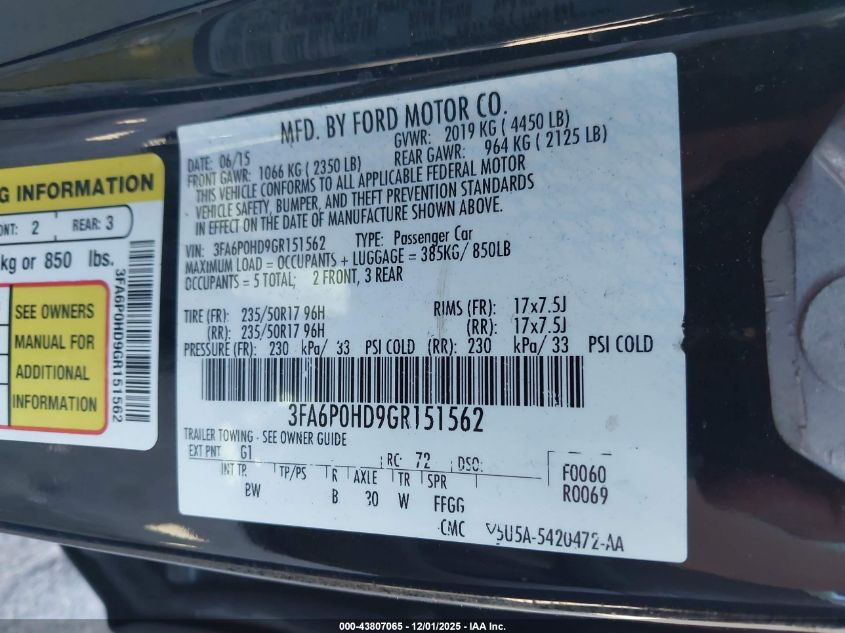 MFD. BY FORD MOTOR CO.
DATE: 06/15 GVWR: 2019 KG ( 4450 LB)
FRONT GAWR: 1066 KG ( 2350 LB) REAR GAWR: 964 KG ( 2125 LB)
THIS VEHICLE CONFORMS TO ALL APPLICABLE FEDERAL MOTOR
VEHICLE SAFETY, BUMPER, AND THEFT PREVENTION STANDARDS
IN EFFECT ON THE DATE OF MANUFACTURE SHOWN ABOVE.
VIN: 3FA6P0HD9GR151562 TYPE: Passenger Car
MAXIMUM LOAD = OCCUPANTS + LUGGAGE = 385KG/ 850LB
OCCUPANTS = 5 TOTAL; 2 FRONT, 3 REAR
TIRE (FR): 235/50R17 96H RIMS (FR): 17x7.5J
(RR): 235/50R17 96H (RR): 17x7.5J
PRESSURE (FR): 230 kPa/ 33 PSI COLD (RR): 230 kPa/ 33 PSI COLD
3FA6P0HD9GR151562
TRAILER TOWING - SEE OWNER GUIDE
EXT PNT G1 RC: 72 DSO: F0060
INT TR TP/PS R AXLE TR SPR R0069
BW B 30 W FFGG
CMC V5U5A-5420472-AA
G INFORMATION
NT: 2 REAR: 3
kg or 850 lbs.
SEE OWNERS
MANUAL FOR
ADDITIONAL
INFORMATION
3FA6P0HD9GR151562
000-43807065 - 12/01/2025 - IAA Inc.